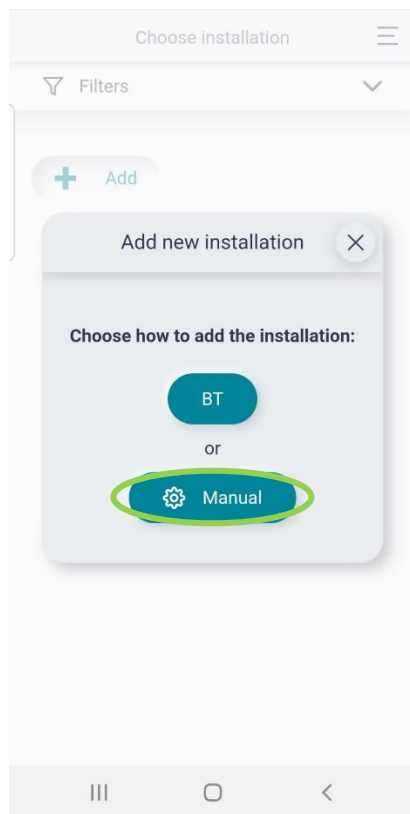 Choose installation
Filters
Add
Add new installation
Choose how to add the installation:
BT
or
Manual